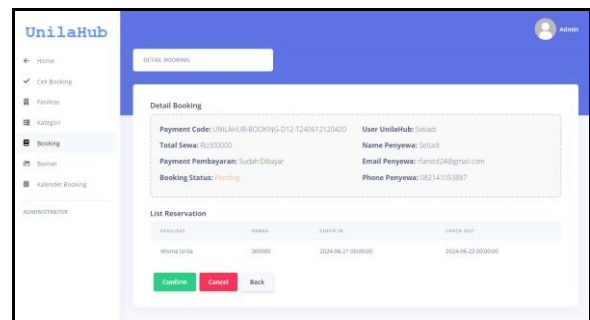 UnilaHub
Admin
Home
Cek Booking
Fasilitas
Kategori
Booking
Banner
Kalender Booking
ADMINISTRATOR
DETAIL BOOKING
Detail Booking
Payment Code: UNILAHUB-BOOKING-D12-T240612120420
User UnilaHub: Setiadi
Total Sewa: Rp300000
Name Penyewa: Setiadi
Payment Pembayaran: Sudah Dibayar
Email Penyewa: rfanstd24@gmail.com
Booking Status: Pending
Phone Penyewa: 082141053887
List Reservation
FASILITAS HARGA CHECK IN CHECK OUT
Wisma Unila 300000 2024-06-21 00:00:00 2024-06-23 00:00:00
Confirm Cancel Back